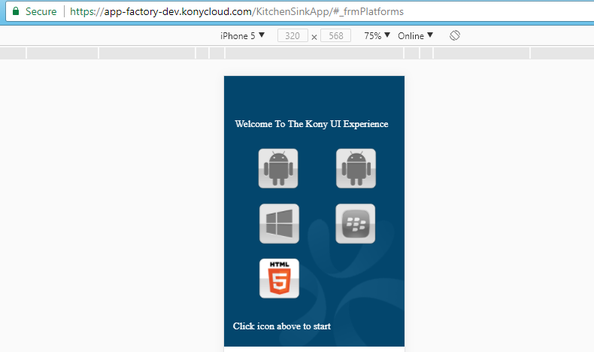 Secure https://app-factory-dev.konycloud.com/KitchenSinkApp/#_frmPlatforms
iPhone 5 ▼ 320 x 568 75% ▼ Online ▼
Welcome To The Kony UI Experience
HTML
5
Click icon above to start